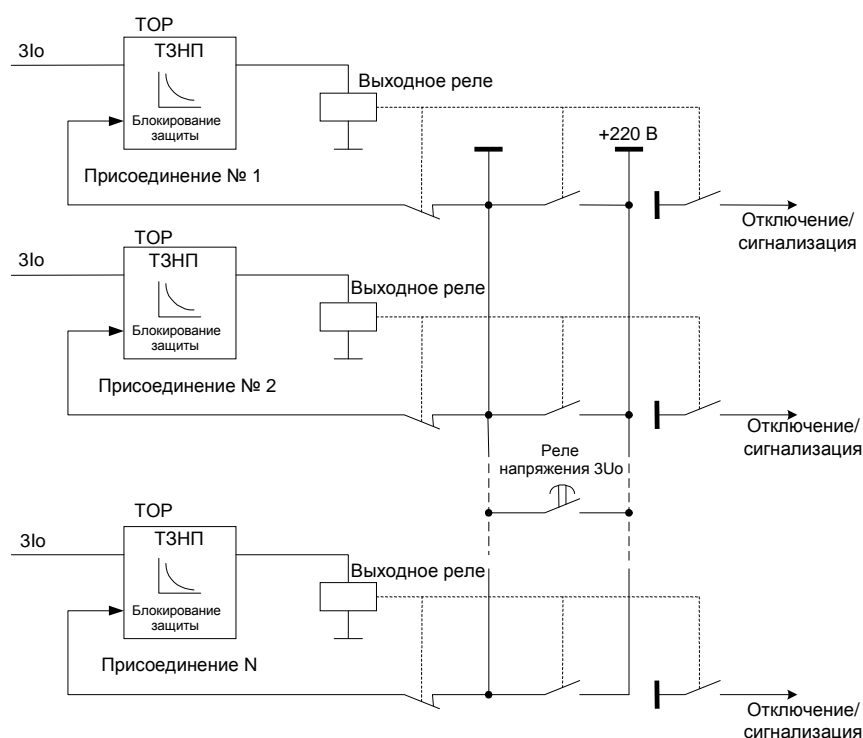 ТОР
3Io
ТЗНП
Выходное реле
Блокирование
защиты
+220 В
Присоединение № 1
Отключение/
сигнализация
ТОР
3Io
ТЗНП
Выходное реле
Блокирование
защиты
Присоединение № 2
Отключение/
сигнализация
Реле
напряжения 3Uo
ТОР
3Io
ТЗНП
Выходное реле
Блокирование
защиты
Присоединение N
Отключение/
сигнализация